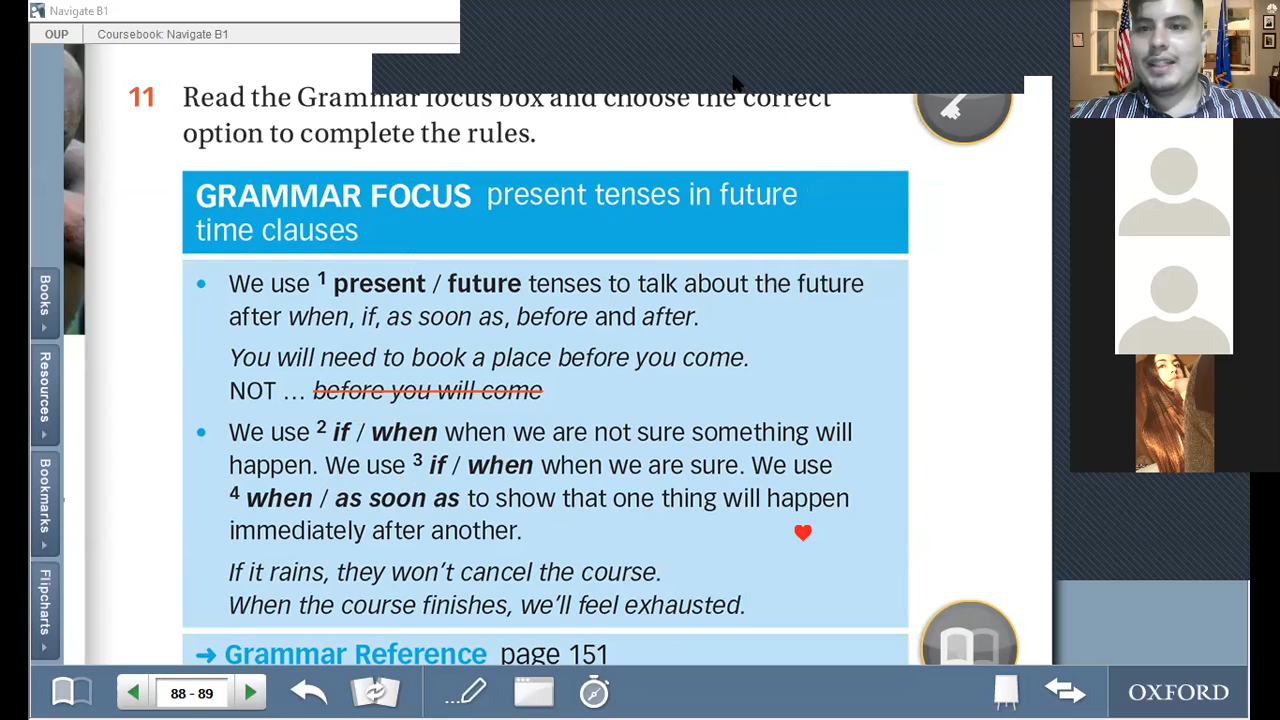 Navigate B1
OUP Coursebook: Navigate B1
11 Read the Grammar focus box and choose the correct
option to complete the rules.
GRAMMAR FOCUS present tenses in future
time clauses
• We use 1 present / future tenses to talk about the future
after when, if, as soon as, before and after.
You will need to book a place before you come.
NOT … before you will come
• We use 2 if / when when we are not sure something will
happen. We use 3 if / when when we are sure. We use
4 when / as soon as to show that one thing will happen
immediately after another.
If it rains, they won't cancel the course.
When the course finishes, we'll feel exhausted.
→ Grammar Reference page 151
Books
Resources
Bookmarks
Flipcharts
88 - 89
OXFORD